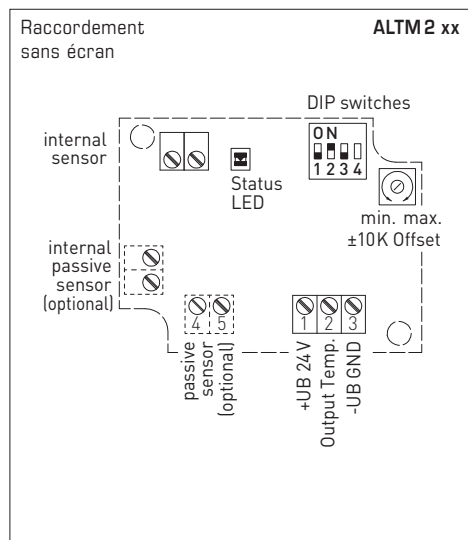 Raccordement
sans écran
ALTM 2 xx
DIP switches
ON
1 2 3 4
internal
sensor
Status
LED
min. max.
±10K Offset
internal
passive
sensor
(optional)
4 5
1 2 3
passive
sensor
(optional)
+UB 24 V
Output Temp.
-UB GND